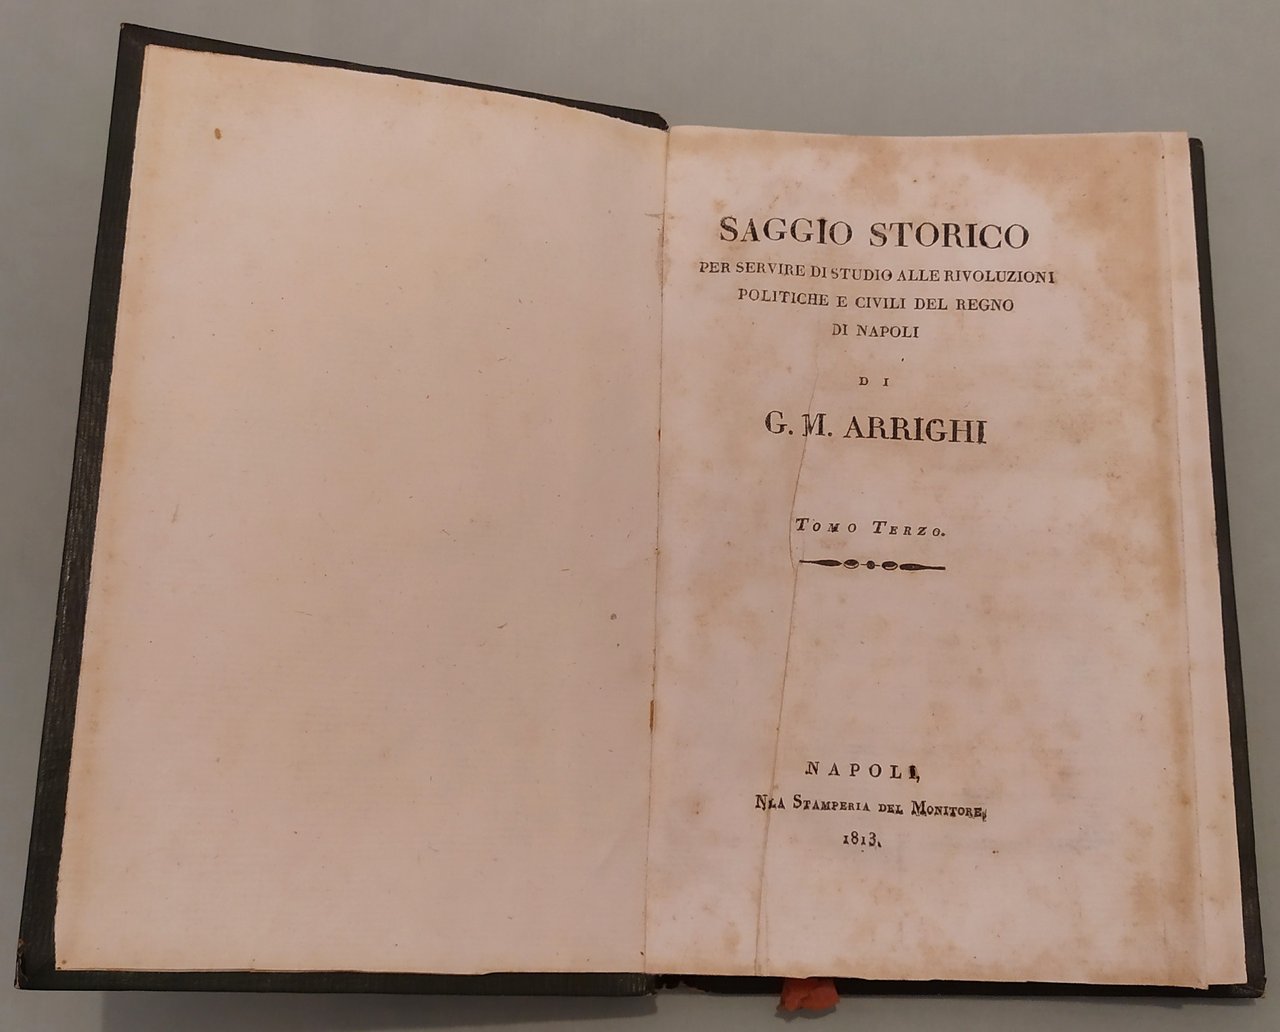 SAGGIO STORICO
PER SERVIRE DI STUDIO ALLE RIVOLUZIONI
POLITICHE E CIVILI DEL REGNO
DI NAPOLI
DI
G. M. ARRIGHI
TOMO TERZO.
NAPOLI,
NLA STAMPERIA DEL MONITORE,
1813.